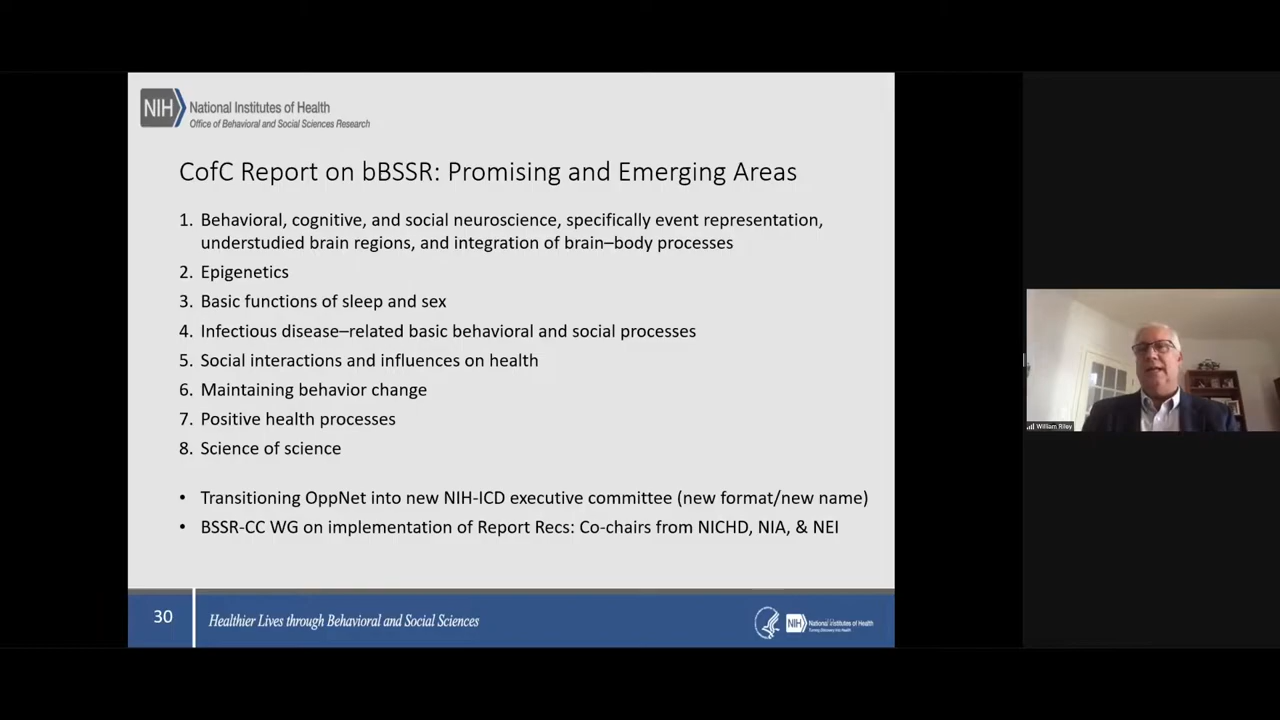 NIH National Institutes of Health
Office of Behavioral and Social Sciences Research
CofC Report on bBSSR: Promising and Emerging Areas
1. Behavioral, cognitive, and social neuroscience, specifically event representation,
understudied brain regions, and integration of brain–body processes
2. Epigenetics
3. Basic functions of sleep and sex
4. Infectious disease–related basic behavioral and social processes
5. Social interactions and influences on health
6. Maintaining behavior change
7. Positive health processes
8. Science of science
• Transitioning OppNet into new NIH-ICD executive committee (new format/new name)
• BSSR-CC WG on implementation of Report Recs: Co-chairs from NICHD, NIA, & NEI
William Riley
30
Healthier Lives through Behavioral and Social Sciences
NIH National Institutes of Health
Turning Discovery Into Health